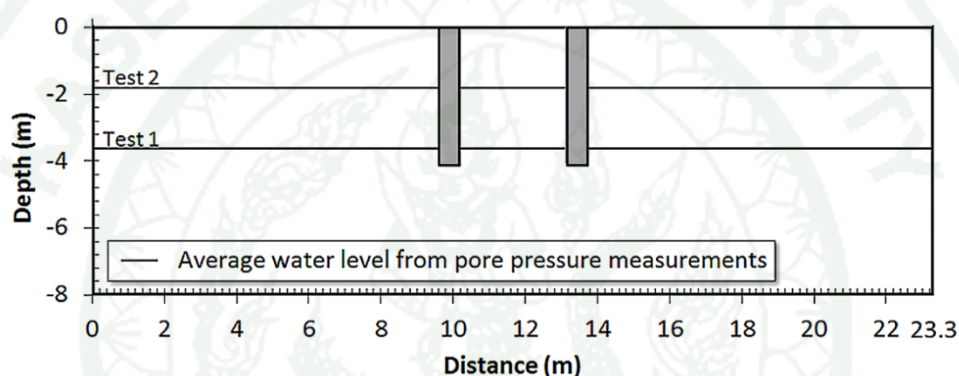 0
Test 2
-2
Test 1
-4
Depth (m)
-6
Average water level from pore pressure measurements
-8
0 2 4 6 8 10 12 14 16 18 20 22 23.3
Distance (m)